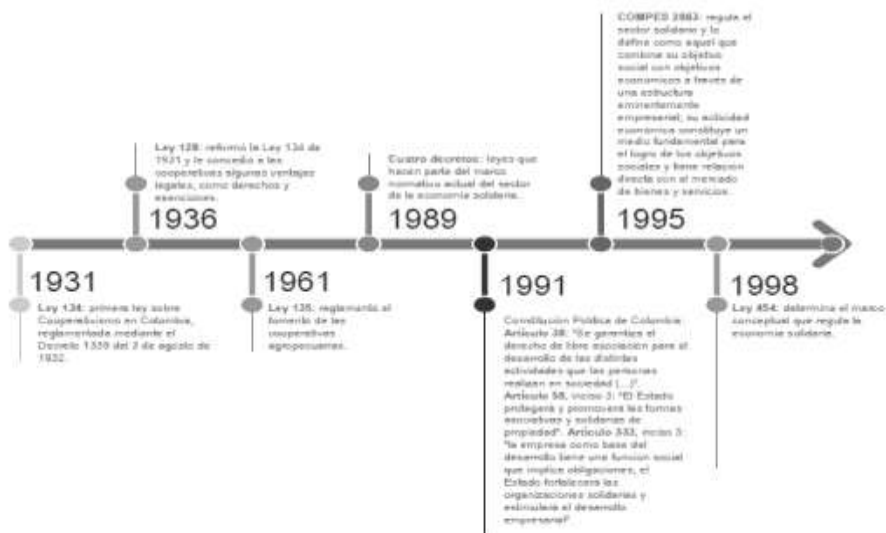 1931
Ley 134: primera ley sobre
Cooperativismo en Colombia,
reglamentada mediante el
Decreto 1339 del 2 de agosto de
1932.
Ley 128: reformó la Ley 134 de
1931 y le concedió a las
cooperativas algunas ventajas
legales, como derechos y
exenciones.
1936
1961
Ley 135: reglamentó el
fomento de las
cooperativas
agropecuarias.
Cuatro decretos: leyes que
hacen parte del marco
normativo actual del sector
de la economía solidaria.
1989
1991
Constitución Política de Colombia:
Artículo 38: "Se garantiza el
derecho de libre asociación para el
desarrollo de las distintas
actividades que las personas
realizan en sociedad (...)".
Artículo 58, inciso 3: "El Estado
protegerá y promoverá las formas
asociativas y solidarias de
propiedad". Artículo 333, inciso 3:
"la empresa como base del
desarrollo tiene una función social
que implica obligaciones, el
Estado fortalecerá las
organizaciones solidarias y
estimulará el desarrollo
empresarial"
COMPES regula el
sector solidario y lo
define como aquel que
combina su objetivo
social con objetivos
económicos a través de
una estructura
eminentemente
empresarial; su actividad
económica constituye un
medio fundamental para
el logro de los objetivos
sociales y tiene relación
directa con el mercado
de bienes y servicios.
1995
1998
Ley 454: determina el marco
conceptual que regula la
economía solidaria.